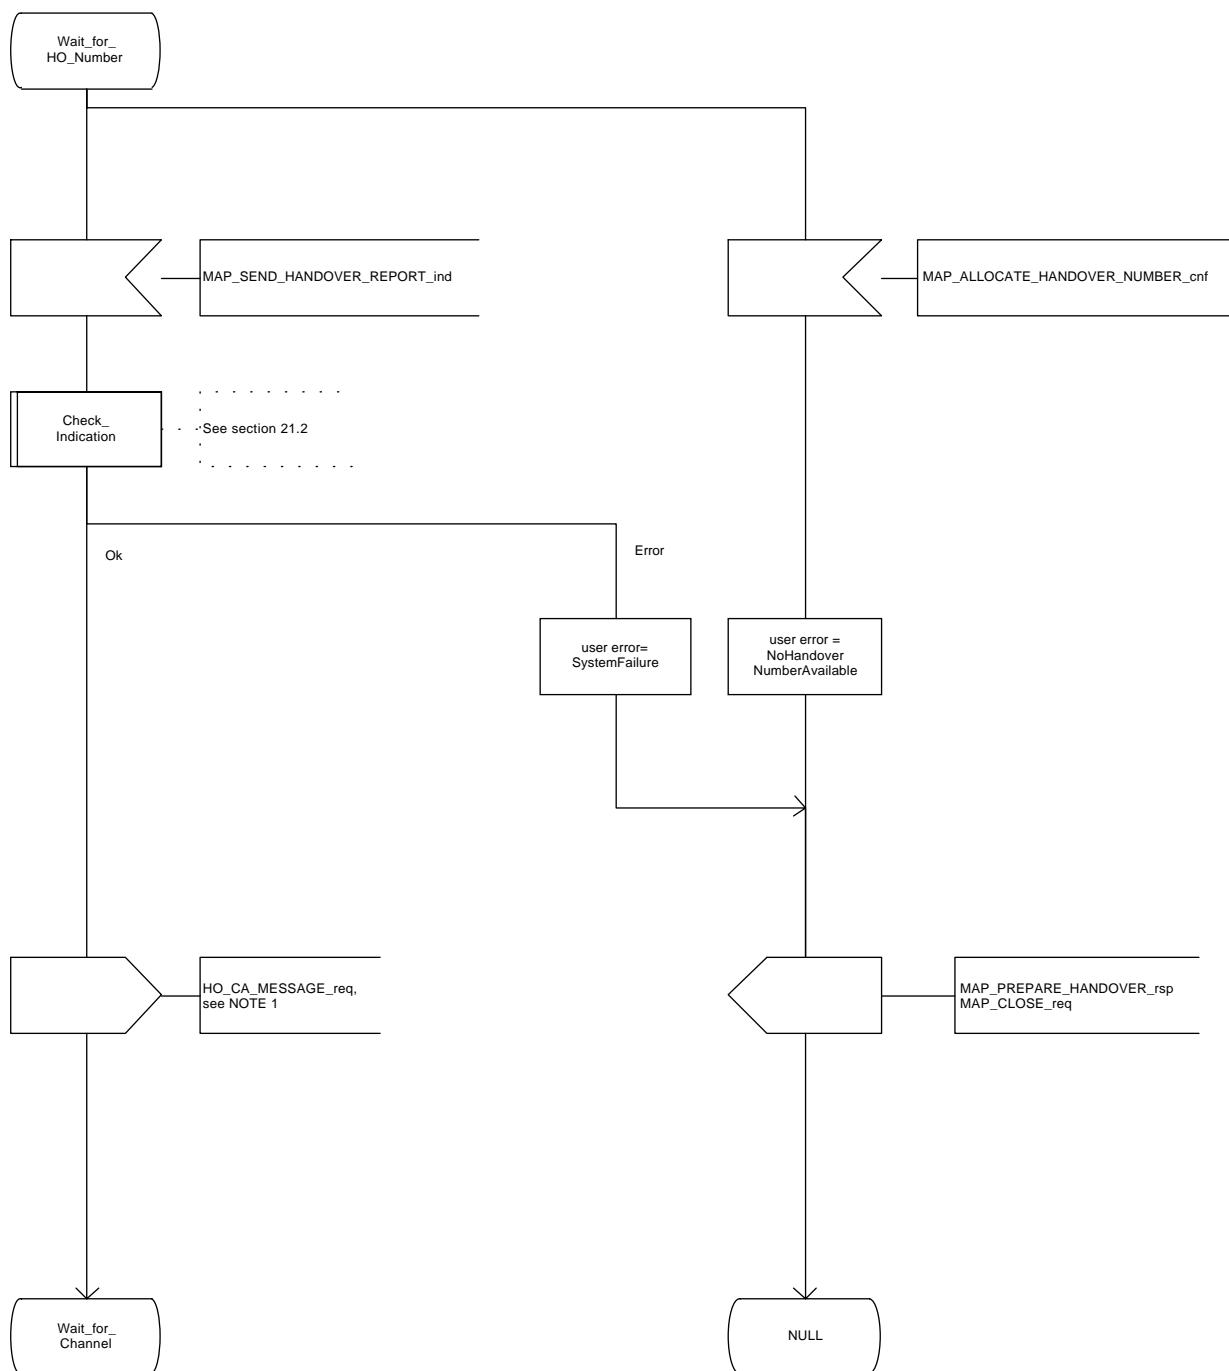 Wait_for_
HO_Number
MAP_SEND_HANDOVER_REPORT_ind
MAP_ALLOCATE_HANDOVER_NUMBER_cnf
Check_
Indication
See section 21.2
Ok
Error
user error=
SystemFailure
user error =
NoHandover
NumberAvailable
HO_CA_MESSAGE_req,
see NOTE 1
MAP_PREPARE_HANDOVER_rsp
MAP_CLOSE_req
Wait_for_
Channel
NULL